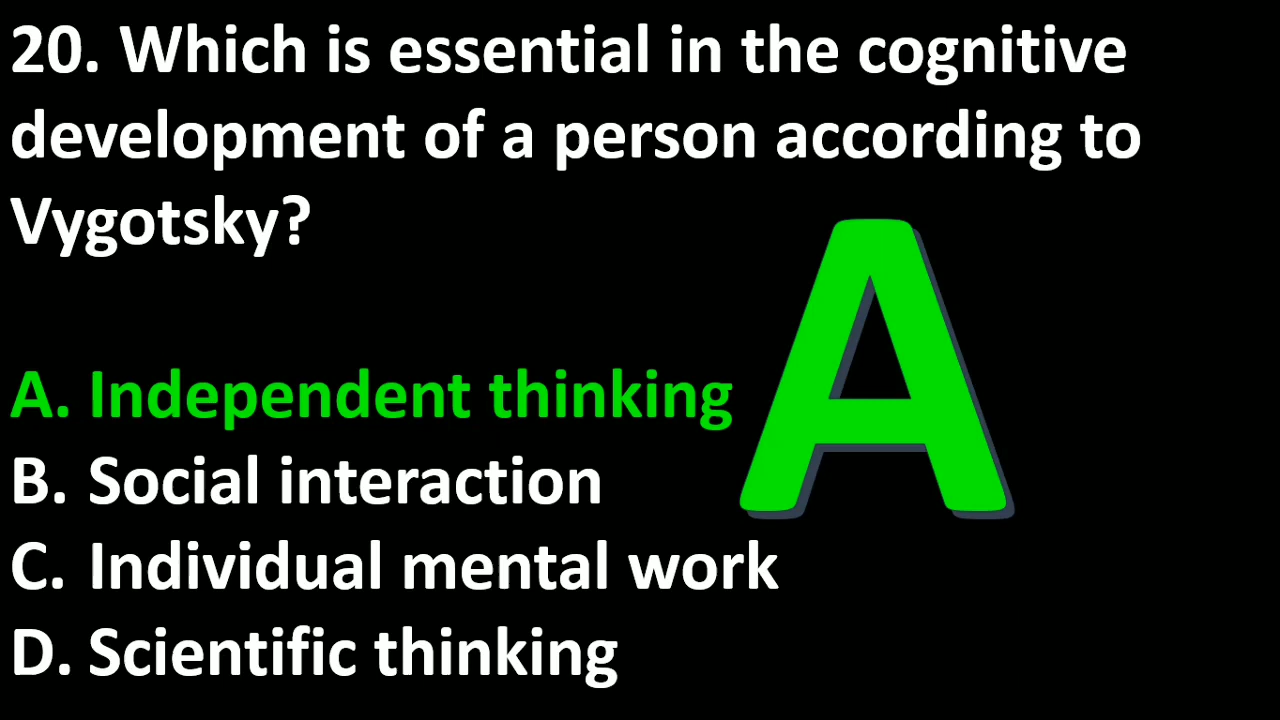 20. Which is essential in the cognitive
development of a person according to
Vygotsky?
A. Independent thinking
B. Social interaction
C. Individual mental work
D. Scientific thinking
A